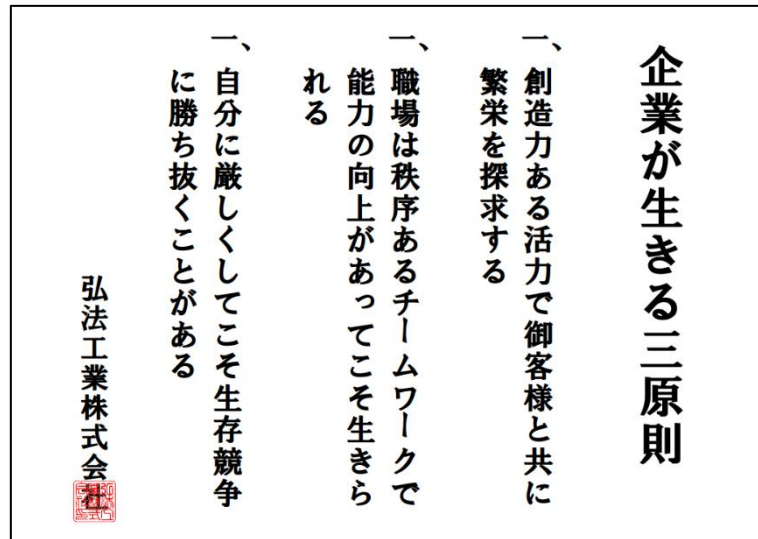 企業が生きる三原則
一、創造力ある活力で御客様と共に
繁栄を探求する
一、職場は秩序あるチームワークで
能力の向上があってこそ生きら
れる
一、自分に厳しくしてこそ生存競争
に勝ち抜くことがある
弘法工業株式会社